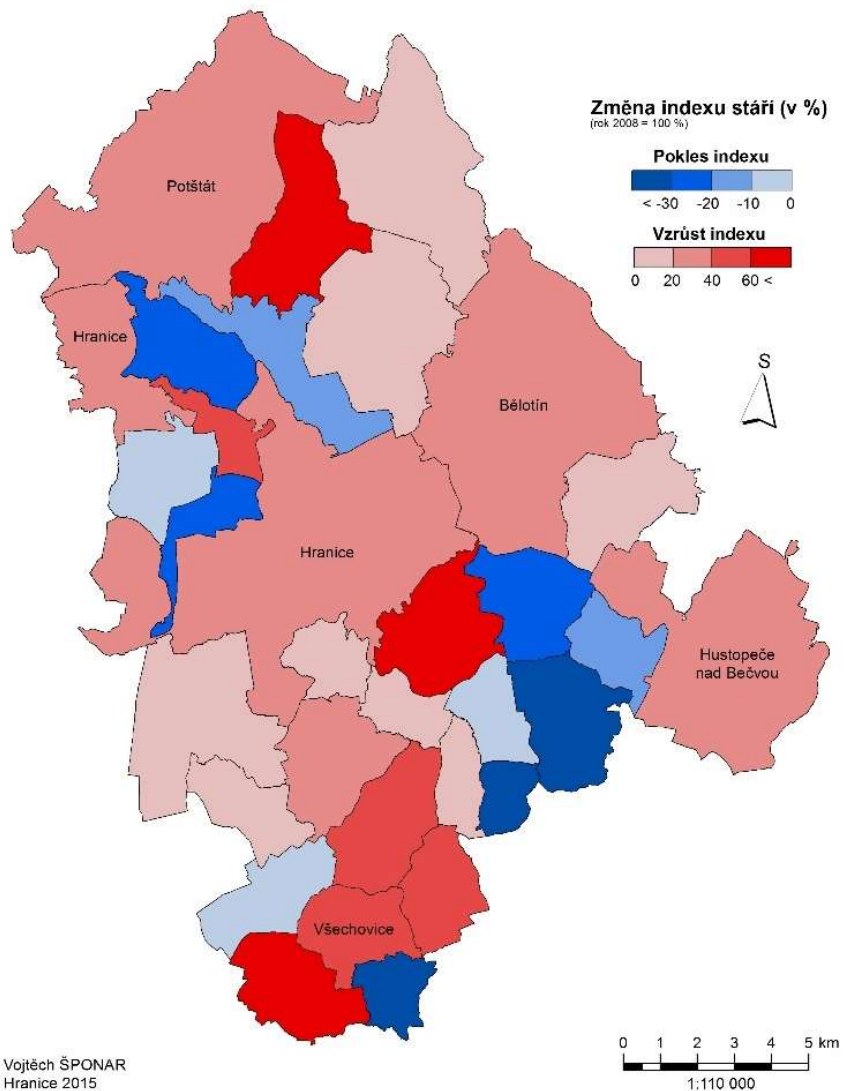 Změna indexu stáří (v %)
(rok 2008 = 100 %)
Pokles indexu
< -30 -20 -10 0
Vzrůst indexu
0 20 40 60 <
S
Potštát
Hranice
Bělotín
Hranice
Hustopeče
nad Bečvou
Všechovice
Vojtěch ŠPONAR
Hranice 2015
0 1 2 3 4 5 km
1:110 000